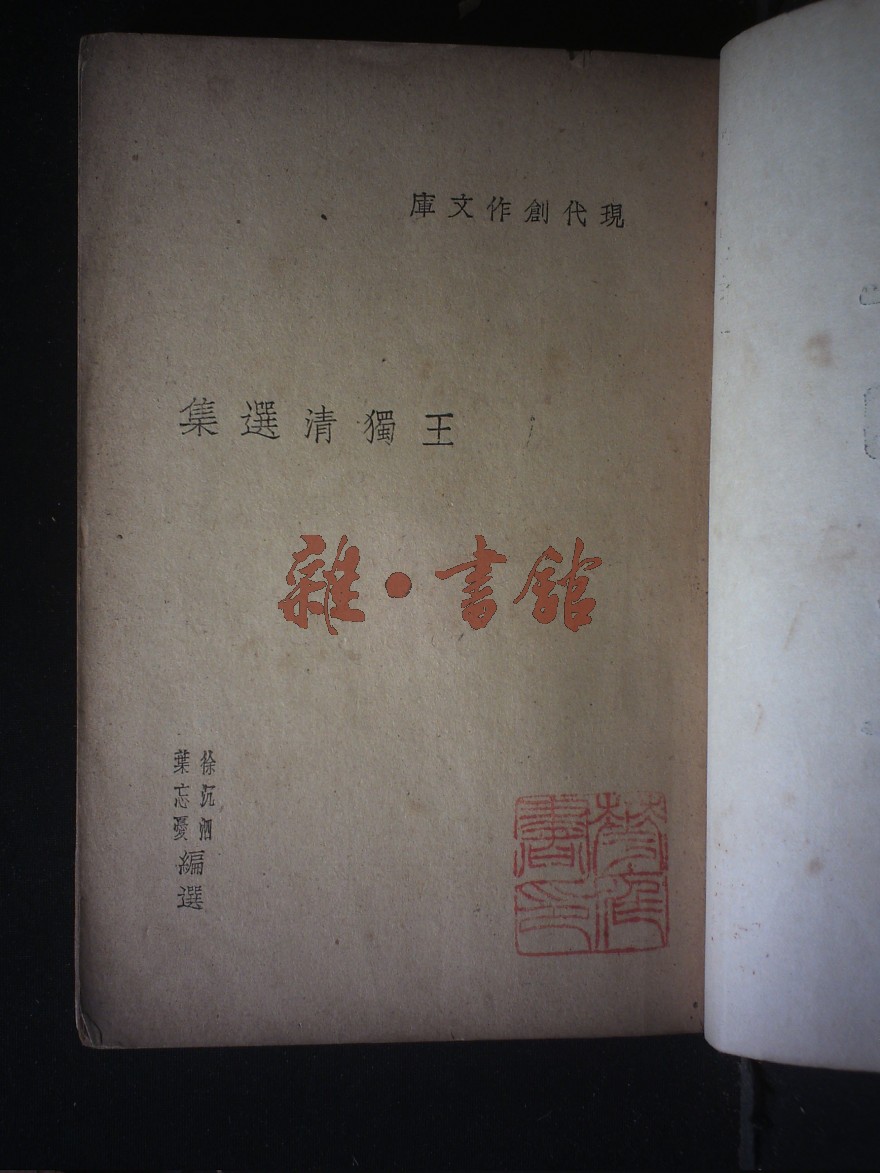 現代創作文庫
王獨清選集
雜·書館
徐沉泗
葉忘憂
編選